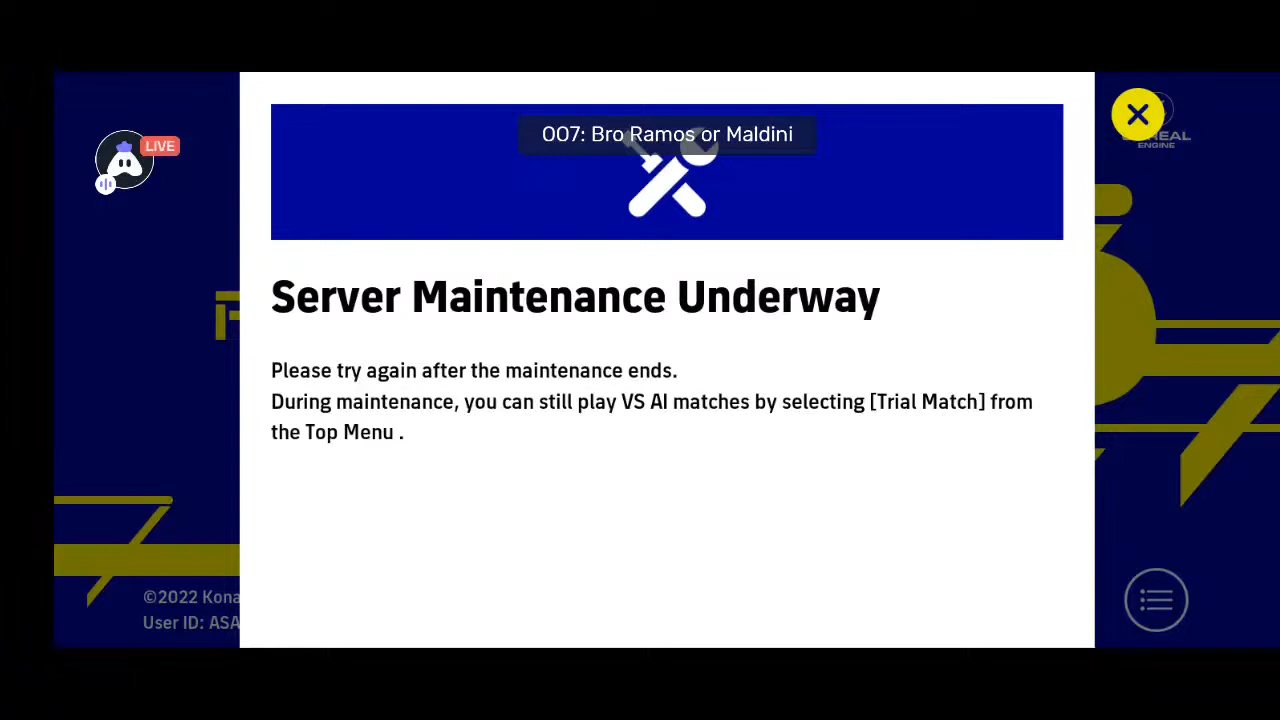 007: Bro Ramos or Maldini
LIVE
ENGINE
Server Maintenance Underway
Please try again after the maintenance ends.
During maintenance, you can still play VS AI matches by selecting [Trial Match] from
the Top Menu .
©2022 Kona
User ID: ASA